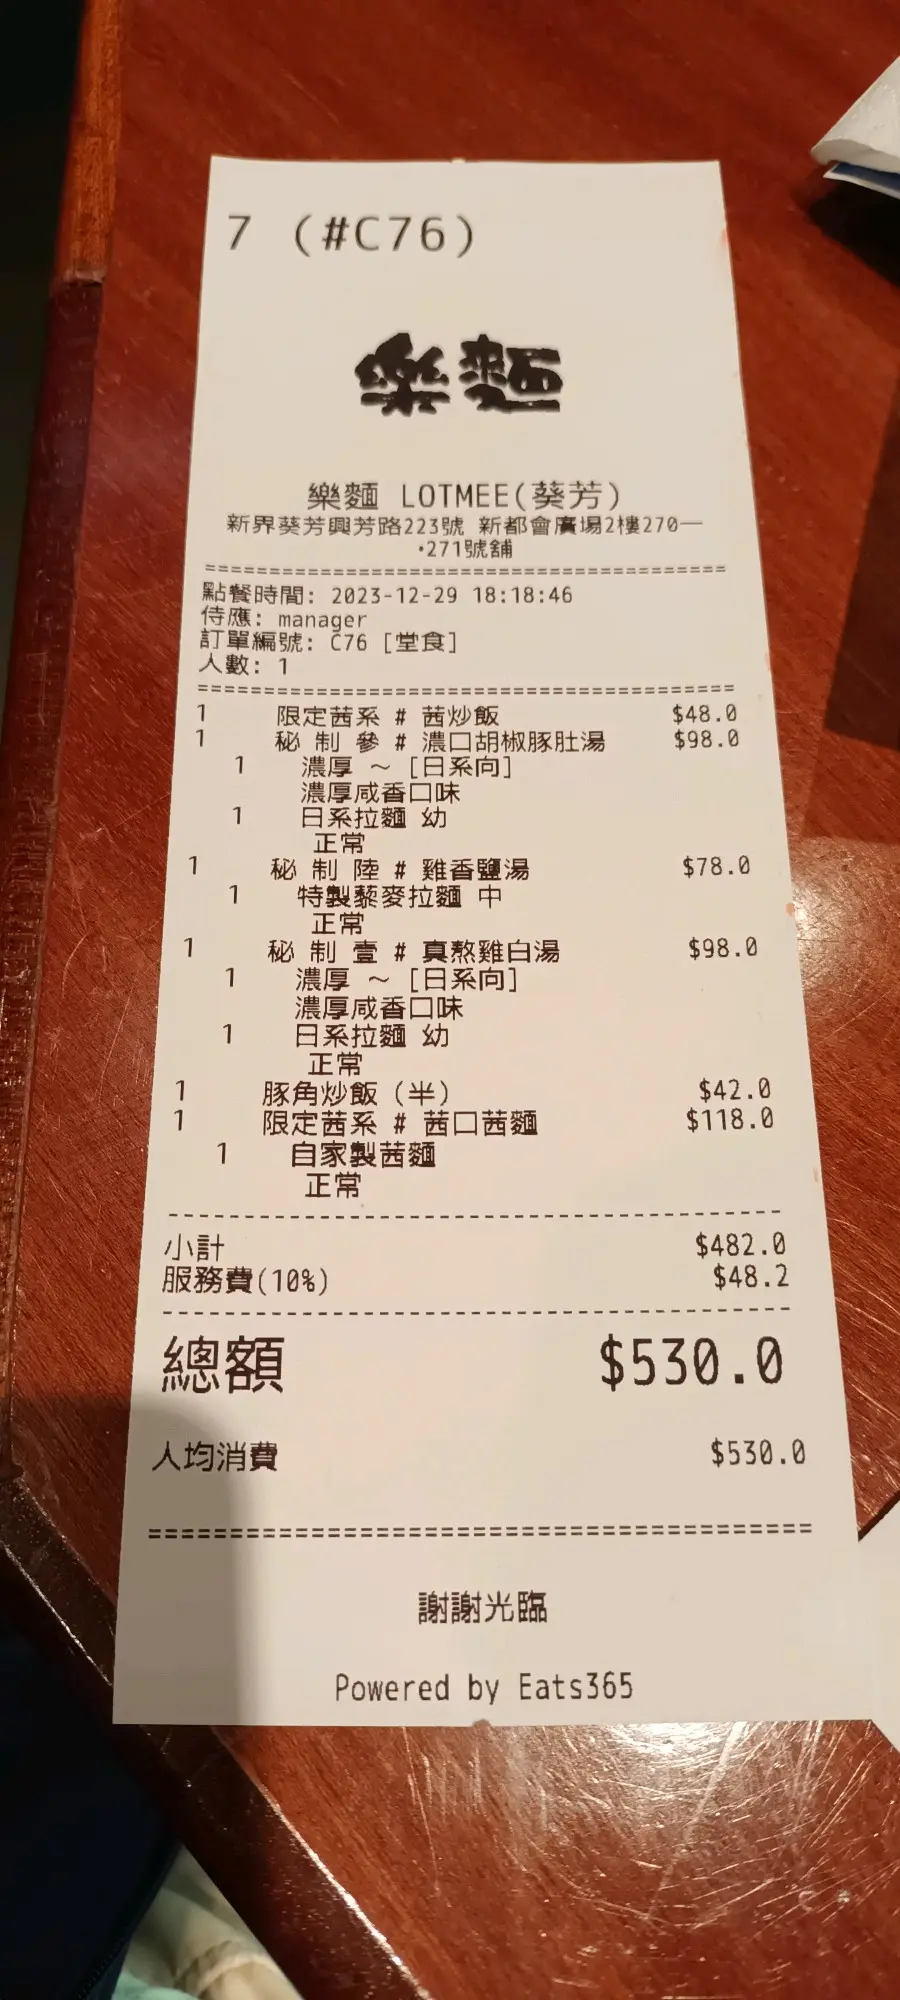 7 (#C76)
樂麵
樂麵 LOTMEE(葵芳)
新界葵芳興芳路223號 新都會廣場2樓270一
·271號舖
========================================
點餐時間: 2023-12-29 18:18:46
侍應: manager
訂單編號: C76 [堂食]
人數: 1
========================================
1 限定茜系 # 茜炒飯 $48.0
1 秘 制 參 # 濃口胡椒豚肚湯 $98.0
1 濃厚 ~ [日系向]
濃厚咸香口味
1 日系拉麵 幼
正常
1 秘 制 陸 # 雞香鹽湯 $78.0
1 特製藜麥拉麵 中
正常
1 秘 制 壹 # 真熬雞白湯 $98.0
1 濃厚 ~ [日系向]
濃厚咸香口味
1 日系拉麵 幼
正常
1 豚角炒飯 (半) $42.0
1 限定茜系 # 茜口茜麵 $118.0
1 自家製茜麵
正常
----------------------------------------
小計 $482.0
服務費(10%) $48.2
----------------------------------------
總額 $530.0
人均消費 $530.0
========================================
謝謝光臨
Powered by Eats365